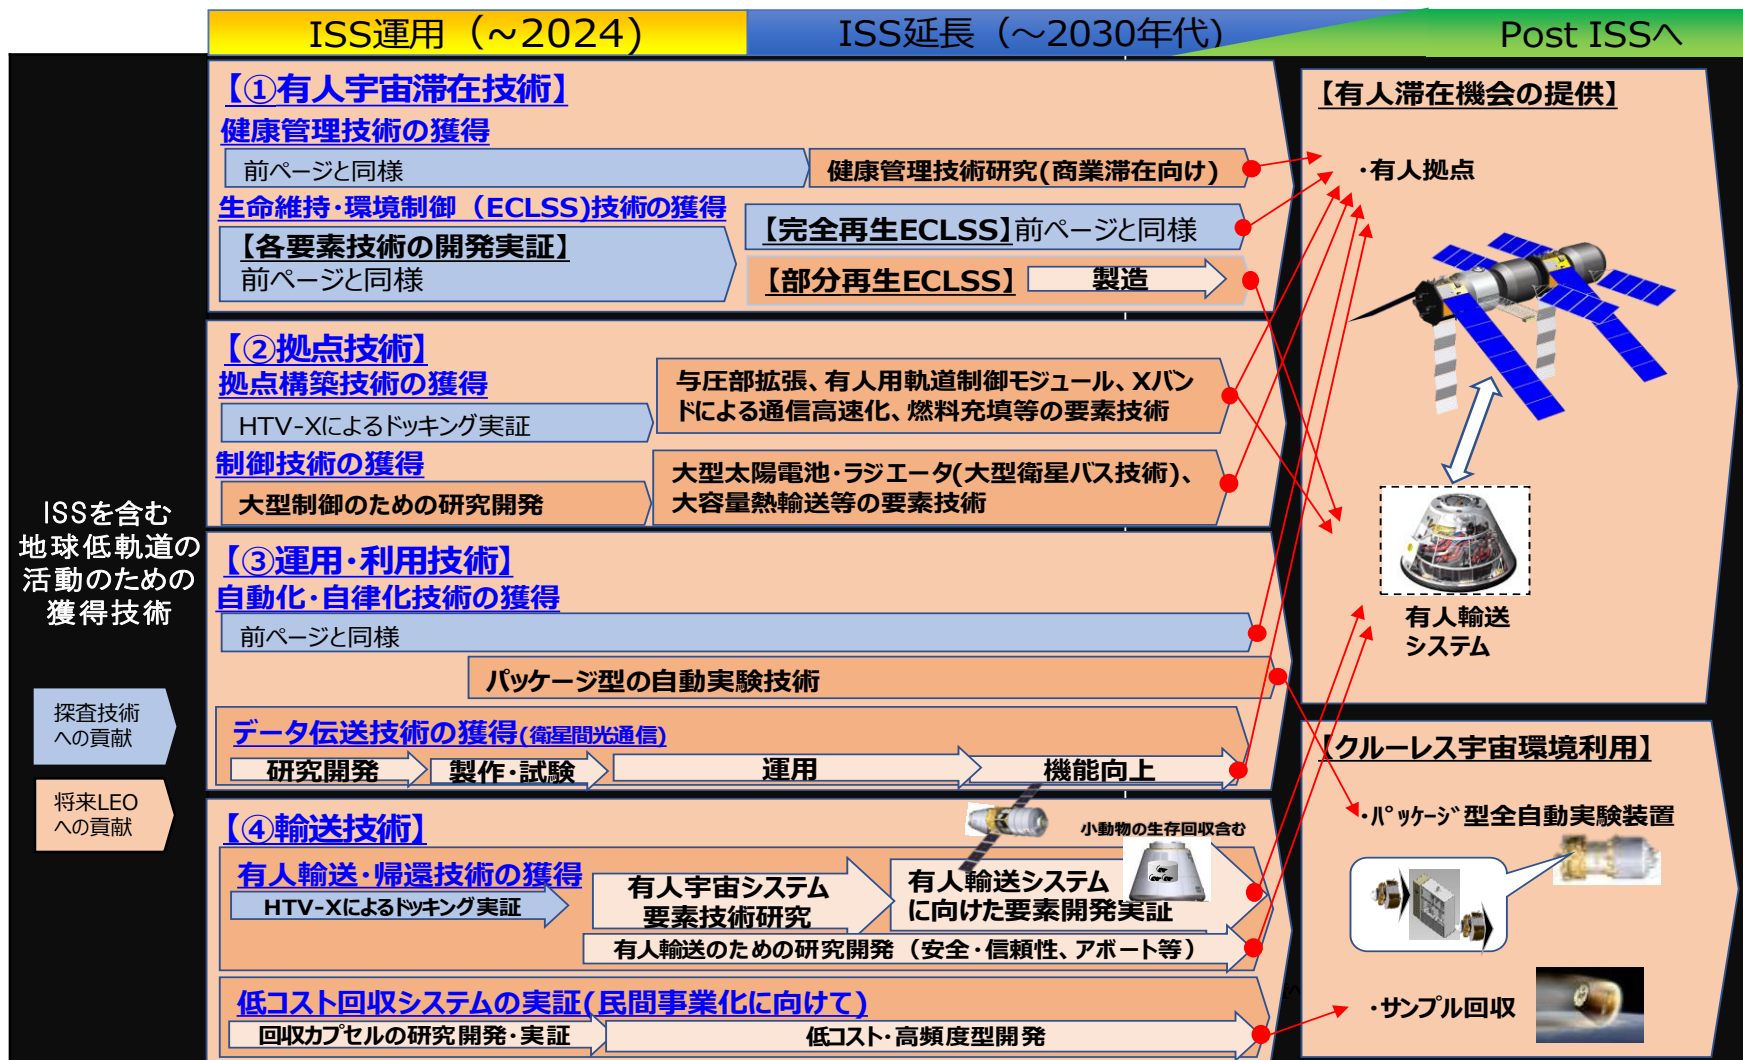 ISS運用（~2024）
ISS延長（～2030年代）
Post ISSへ
ISSを含む
地球低軌道の
活動のための
獲得技術
探査技術
への貢献
将来LEO
への貢献
【①有人宇宙滞在技術】
健康管理技術の獲得
前ページと同様
健康管理技術研究(商業滞在向け)
生命維持・環境制御（ECLSS)技術の獲得
【各要素技術の開発実証】
前ページと同様
【完全再生ECLSS】前ページと同様
【部分再生ECLSS】
製造
【②拠点技術】
拠点構築技術の獲得
HTV-Xによるドッキング実証
与圧部拡張、有人用軌道制御モジュール、Xバン
ドによる通信高速化、燃料充填等の要素技術
制御技術の獲得
大型制御のための研究開発
大型太陽電池・ラジエータ(大型衛星バス技術)、
大容量熱輸送等の要素技術
【③運用・利用技術】
自動化・自律化技術の獲得
前ページと同様
パッケージ型の自動実験技術
データ伝送技術の獲得(衛星間光通信)
研究開発
製作・試験
運用
機能向上
【④輸送技術】
小動物の生存回収含む
有人輸送・帰還技術の獲得
HTV-Xによるドッキング実証
有人宇宙システム
要素技術研究
有人輸送システム
に向けた要素開発実証
有人輸送のための研究開発（安全・信頼性、アボート等）
低コスト回収システムの実証(民間事業化に向けて)
回収カプセルの研究開発・実証
低コスト・高頻度型開発
【有人滞在機会の提供】
・有人拠点
有人輸送
システム
【クルーレス宇宙環境利用】
・ﾊﾟｯｹｰｼﾞ型全自動実験装置
・サンプル回収